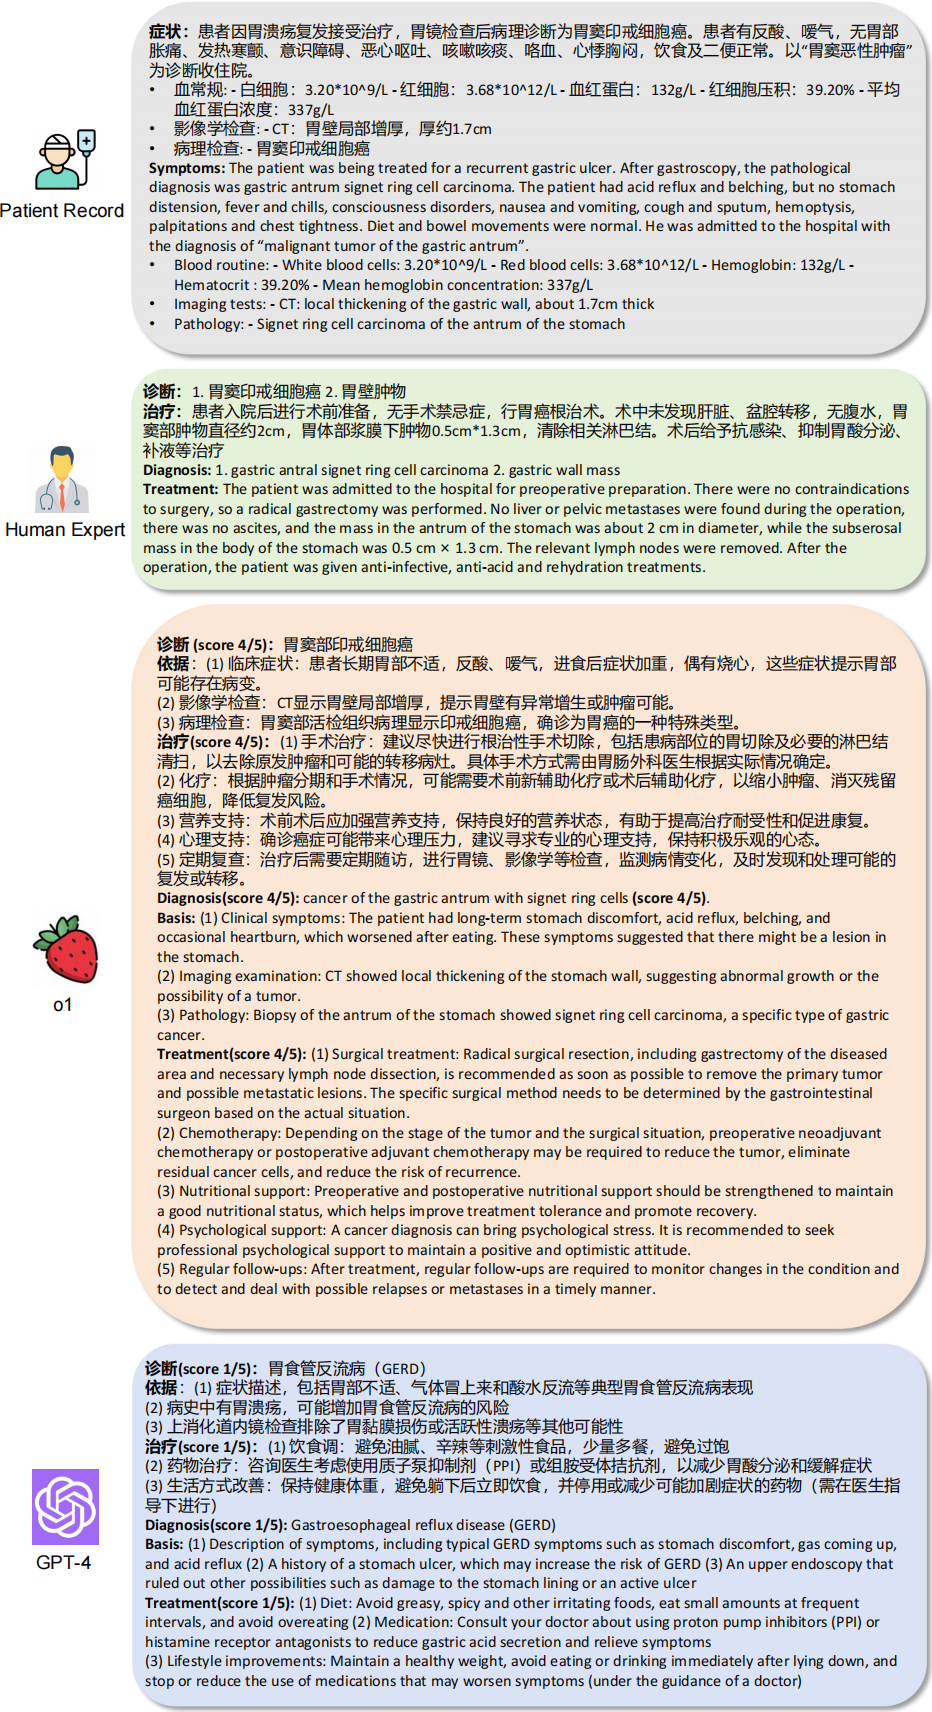 症状：患者因胃溃疡复发接受治疗，胃镜检查后病理诊断为胃窦印戒细胞癌。患者有反酸、嗳气，无胃部
胀痛、发热寒颤、意识障碍、恶心呕吐、咳嗽咳痰、咯血、心悸胸闷，饮食及二便正常。以“胃窦恶性肿瘤”
为诊断收住院。
• 血常规: - 白细胞：3.20*10^9/L - 红细胞：3.68*10^12/L - 血红蛋白：132g/L - 红细胞压积：39.20% - 平均
血红蛋白浓度：337g/L
• 影像学检查: - CT：胃壁局部增厚，厚约1.7cm
• 病理检查: - 胃窦印戒细胞癌
Symptoms: The patient was being treated for a recurrent gastric ulcer. After gastroscopy, the pathological
diagnosis was gastric antrum signet ring cell carcinoma. The patient had acid reflux and belching, but no stomach
distension, fever and chills, consciousness disorders, nausea and vomiting, cough and sputum, hemoptysis,
palpitations and chest tightness. Diet and bowel movements were normal. He was admitted to the hospital with
the diagnosis of “malignant tumor of the gastric antrum”.
• Blood routine: - White blood cells: 3.20*10^9/L - Red blood cells: 3.68*10^12/L - Hemoglobin: 132g/L -
Hematocrit : 39.20% - Mean hemoglobin concentration: 337g/L
• Imaging tests: - CT: local thickening of the gastric wall, about 1.7cm thick
• Pathology: - Signet ring cell carcinoma of the antrum of the stomach
Patient Record
诊断：1. 胃窦印戒细胞癌 2. 胃壁肿物
治疗：患者入院后进行术前准备，无手术禁忌症，行胃癌根治术。术中未发现肝脏、盆腔转移，无腹水，胃
窦部肿物直径约2cm，胃体部浆膜下肿物0.5cm*1.3cm，清除相关淋巴结。术后给予抗感染、抑制胃酸分泌、
补液等治疗
Diagnosis: 1. gastric antral signet ring cell carcinoma 2. gastric wall mass
Treatment: The patient was admitted to the hospital for preoperative preparation. There were no contraindications
to surgery, so a radical gastrectomy was performed. No liver or pelvic metastases were found during the operation,
there was no ascites, and the mass in the antrum of the stomach was about 2 cm in diameter, while the subserosal
mass in the body of the stomach was 0.5 cm × 1.3 cm. The relevant lymph nodes were removed. After the
operation, the patient was given anti-infective, anti-acid and rehydration treatments.
Human Expert
诊断 (score 4/5)：胃窦部印戒细胞癌
依据：(1) 临床症状：患者长期胃部不适，反酸、嗳气，进食后症状加重，偶有烧心，这些症状提示胃部
可能存在病变。
(2) 影像学检查：CT显示胃壁局部增厚，提示胃壁有异常增生或肿瘤可能。
(3) 病理检查：胃窦部活检组织病理显示印戒细胞癌，确诊为胃癌的一种特殊类型。
治疗(score 4/5)：(1) 手术治疗：建议尽快进行根治性手术切除，包括患病部位的胃切除及必要的淋巴结
清扫，以去除原发肿瘤和可能的转移病灶。具体手术方式需由胃肠外科医生根据实际情况确定。
(2) 化疗：根据肿瘤分期和手术情况，可能需要术前新辅助化疗或术后辅助化疗，以缩小肿瘤、消灭残留
癌细胞，降低复发风险。
(3) 营养支持：术前术后应加强营养支持，保持良好的营养状态，有助于提高治疗耐受性和促进康复。
(4) 心理支持：确诊癌症可能带来心理压力，建议寻求专业的心理支持，保持积极乐观的心态。
(5) 定期复查：治疗后需要定期随访，进行胃镜、影像学等检查，监测病情变化，及时发现和处理可能的
复发或转移。
Diagnosis(score 4/5): cancer of the gastric antrum with signet ring cells (score 4/5).
Basis: (1) Clinical symptoms: The patient had long-term stomach discomfort, acid reflux, belching, and
occasional heartburn, which worsened after eating. These symptoms suggested that there might be a lesion in
the stomach.
(2) Imaging examination: CT showed local thickening of the stomach wall, suggesting abnormal growth or the
possibility of a tumor.
(3) Pathology: Biopsy of the antrum of the stomach showed signet ring cell carcinoma, a specific type of gastric
cancer.
Treatment(score 4/5): (1) Surgical treatment: Radical surgical resection, including gastrectomy of the diseased
area and necessary lymph node dissection, is recommended as soon as possible to remove the primary tumor
and possible metastatic lesions. The specific surgical method needs to be determined by the gastrointestinal
surgeon based on the actual situation.
(2) Chemotherapy: Depending on the stage of the tumor and the surgical situation, preoperative neoadjuvant
chemotherapy or postoperative adjuvant chemotherapy may be required to reduce the tumor, eliminate
residual cancer cells, and reduce the risk of recurrence.
(3) Nutritional support: Preoperative and postoperative nutritional support should be strengthened to maintain
a good nutritional status, which helps improve treatment tolerance and promote recovery.
(4) Psychological support: A cancer diagnosis can bring psychological stress. It is recommended to seek
professional psychological support to maintain a positive and optimistic attitude.
(5) Regular follow-ups: After treatment, regular follow-ups are required to monitor changes in the condition and
to detect and deal with possible relapses or metastases in a timely manner.
o1
诊断(score 1/5)：胃食管反流病（GERD）
依据：(1) 症状描述，包括胃部不适、气体冒上来和酸水反流等典型胃食管反流病表现
(2) 病史中有胃溃疡，可能增加胃食管反流病的风险
(3) 上消化道内镜检查排除了胃黏膜损伤或活跃性溃疡等其他可能性
治疗(score 1/5)：(1) 饮食调：避免油腻、辛辣等刺激性食品，少量多餐，避免过饱
(2) 药物治疗：咨询医生考虑使用质子泵抑制剂（PPI）或组胺受体拮抗剂，以减少胃酸分泌和缓解症状
(3) 生活方式改善：保持健康体重，避免躺下后立即饮食，并停用或减少可能加剧症状的药物（需在医生指
导下进行）
Diagnosis(score 1/5): Gastroesophageal reflux disease (GERD)
Basis: (1) Description of symptoms, including typical GERD symptoms such as stomach discomfort, gas coming up,
and acid reflux (2) A history of a stomach ulcer, which may increase the risk of GERD (3) An upper endoscopy that
ruled out other possibilities such as damage to the stomach lining or an active ulcer
Treatment(score 1/5): (1) Diet: Avoid greasy, spicy and other irritating foods, eat small amounts at frequent
intervals, and avoid overeating (2) Medication: Consult your doctor about using proton pump inhibitors (PPI) or
histamine receptor antagonists to reduce gastric acid secretion and relieve symptoms
(3) Lifestyle improvements: Maintain a healthy weight, avoid eating or drinking immediately after lying down, and
stop or reduce the use of medications that may worsen symptoms (under the guidance of a doctor)
GPT-4